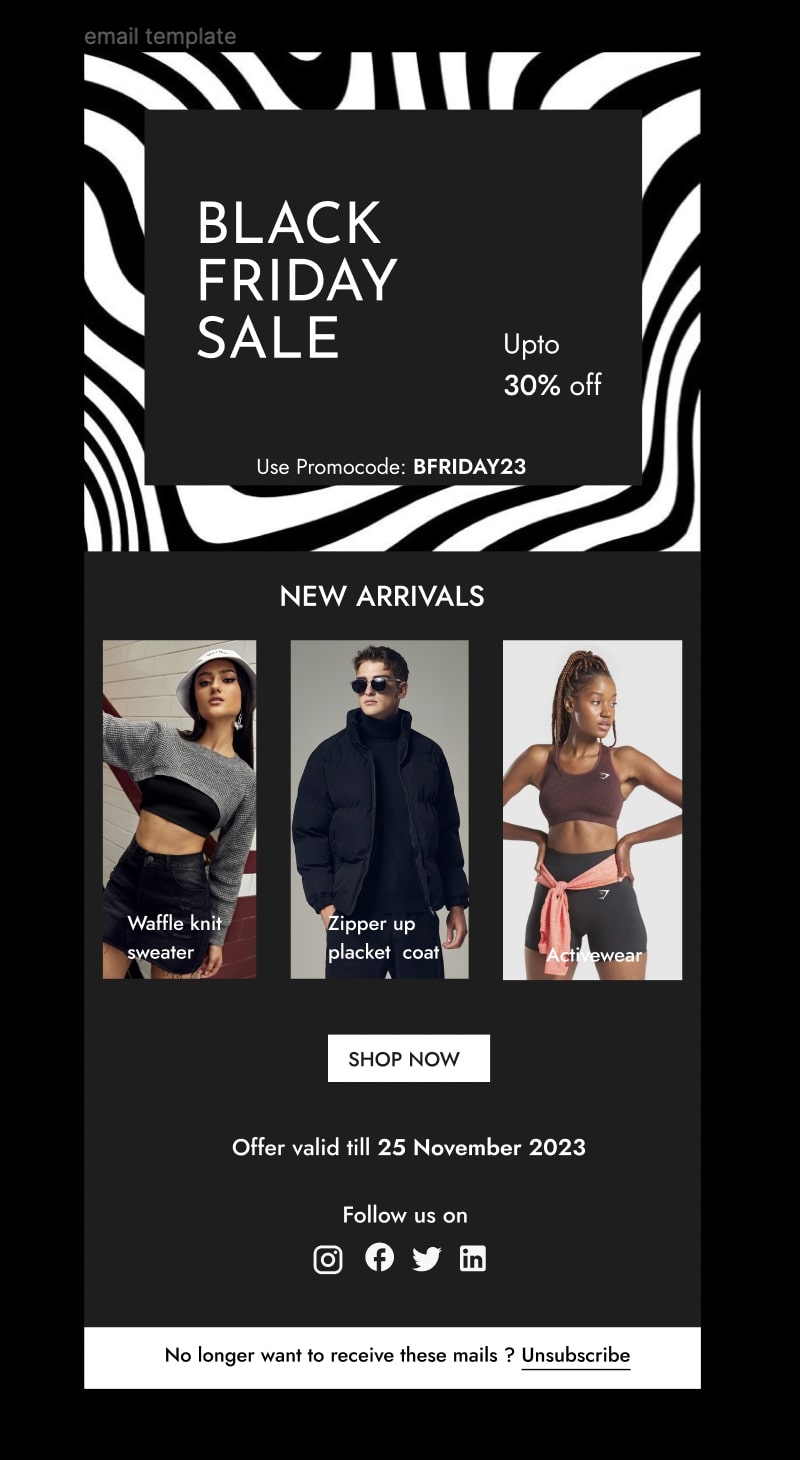 email template
BLACK
FRIDAY
SALE
Upto
30% off
Use Promocode: BFRIDAY23
NEW ARRIVALS
Waffle knit
sweater
Zipper up
placket  coat
Activewear
SHOP NOW
Offer valid till 25 November 2023
Follow us on
No longer want to receive these mails ? Unsubscribe